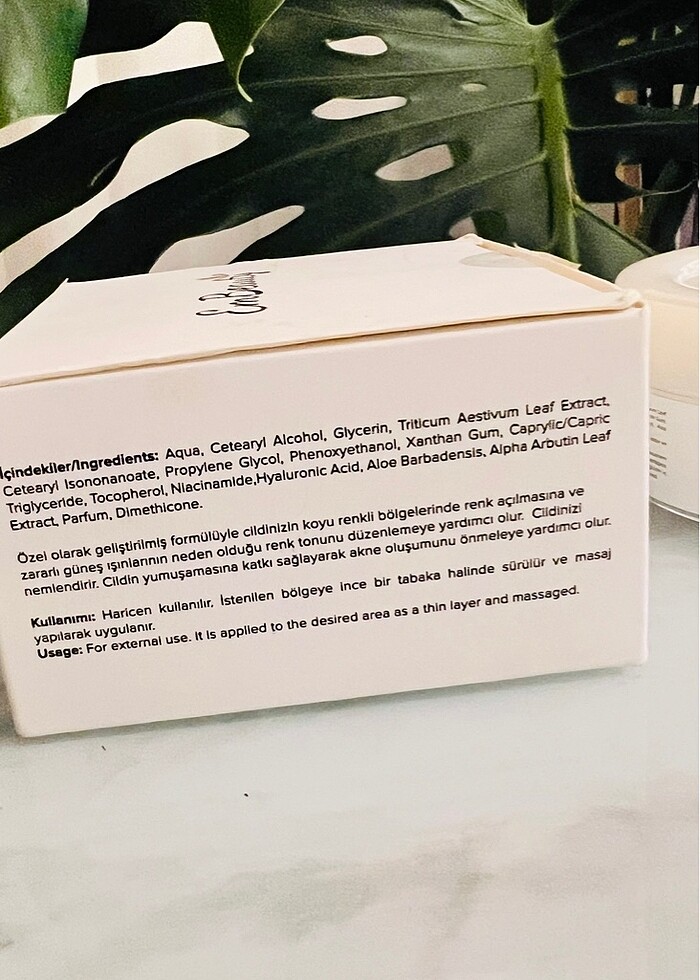 EmBeauty
İçindekiler/Ingredients: Aqua, Cetearyl Alcohol, Glycerin, Triticum Aestivum Leaf Extract,
Cetearyl Isononanoate, Propylene Glycol, Phenoxyethanol, Xanthan Gum, Caprylic/Capric
Triglyceride, Tocopherol, Niacinamide,Hyaluronic Acid, Aloe Barbadensis, Alpha Arbutin Leaf
Extract, Parfum, Dimethicone.
Özel olarak geliştirilmiş formülüyle cildinizin koyu renkli bölgelerinde renk açılmasına ve
zararlı güneş ışınlarının neden olduğu renk tonunu düzenlemeye yardımcı olur. Cildinizi
nemlendirir. Cildin yumuşamasına katkı sağlayarak akne oluşumunu önmeleye yardımcı olur.
Kullanımı: Haricen kullanılır. İstenilen bölgeye ince bir tabaka halinde sürülür ve masaj
yapılarak uygulanır.
Usage: For external use. It is applied to the desired area as a thin layer and massaged.